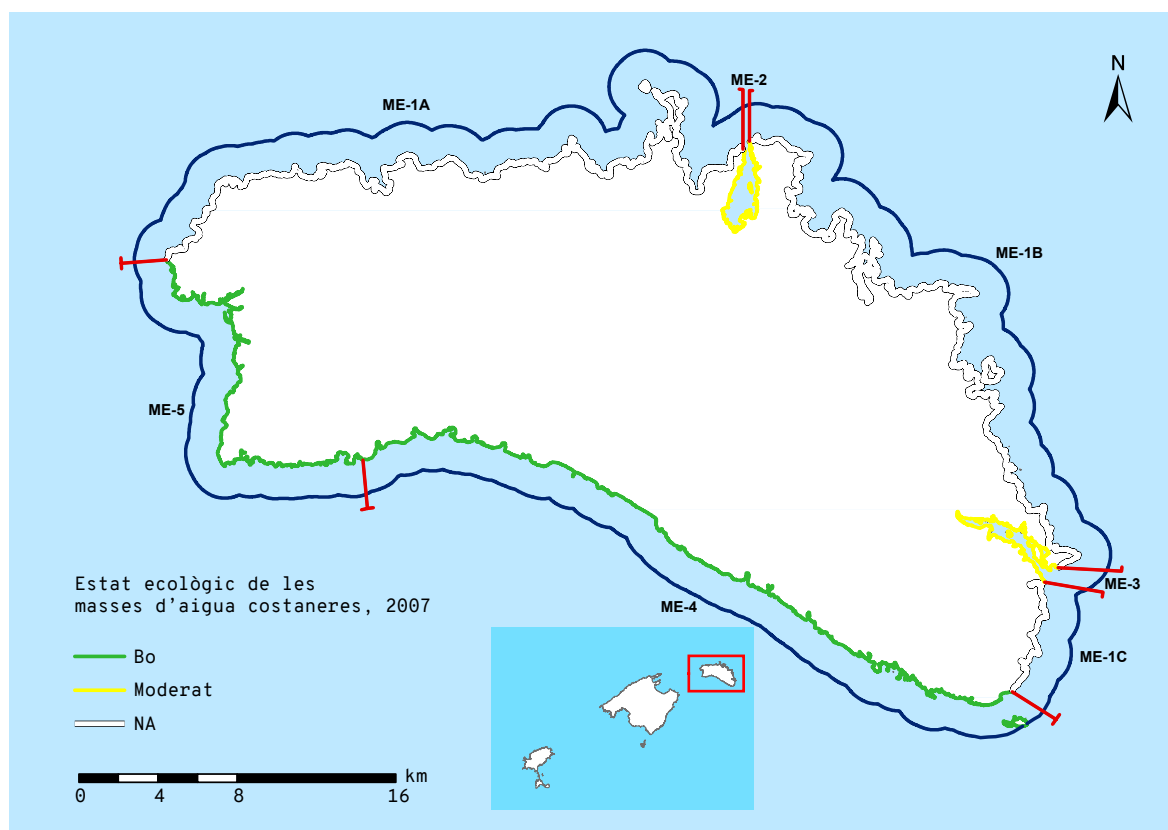 ME-2
ME-1A
N
ME-1B
ME-5
ME-3
ME-4
ME-1C
Estat ecològic de les
masses d'aigua costaneres, 2007
Bo
Moderat
NA
km
0 4 8 16